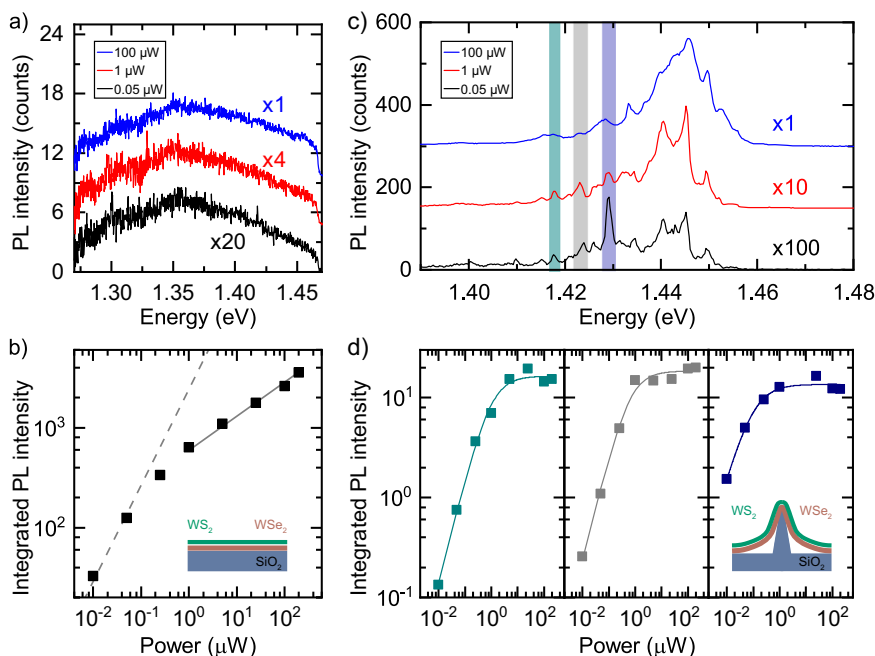 a)
PL intensity (counts)
24
18
12
6
0
100 µW
1 µW
0.05 µW
x1
x4
x20
1.30
1.35
1.40
1.45
Energy (eV)
c)
PL intensity (counts)
600
400
200
0
100 µW
1 µW
0.05 µW
x1
x10
x100
1.40
1.42
1.44
1.46
1.48
Energy (eV)
b)
Integrated PL intensity
10³
10²
WS₂
WSe₂
SiO₂
10⁻² 10⁻¹ 10⁰ 10¹ 10²
Power (µW)
d)
Integrated PL intensity
10¹
10⁰
10⁻¹
WS₂
WSe₂
SiO₂
10⁻² 10⁰ 10²
10⁻² 10⁰ 10²
10⁻² 10⁰ 10²
Power (µW)